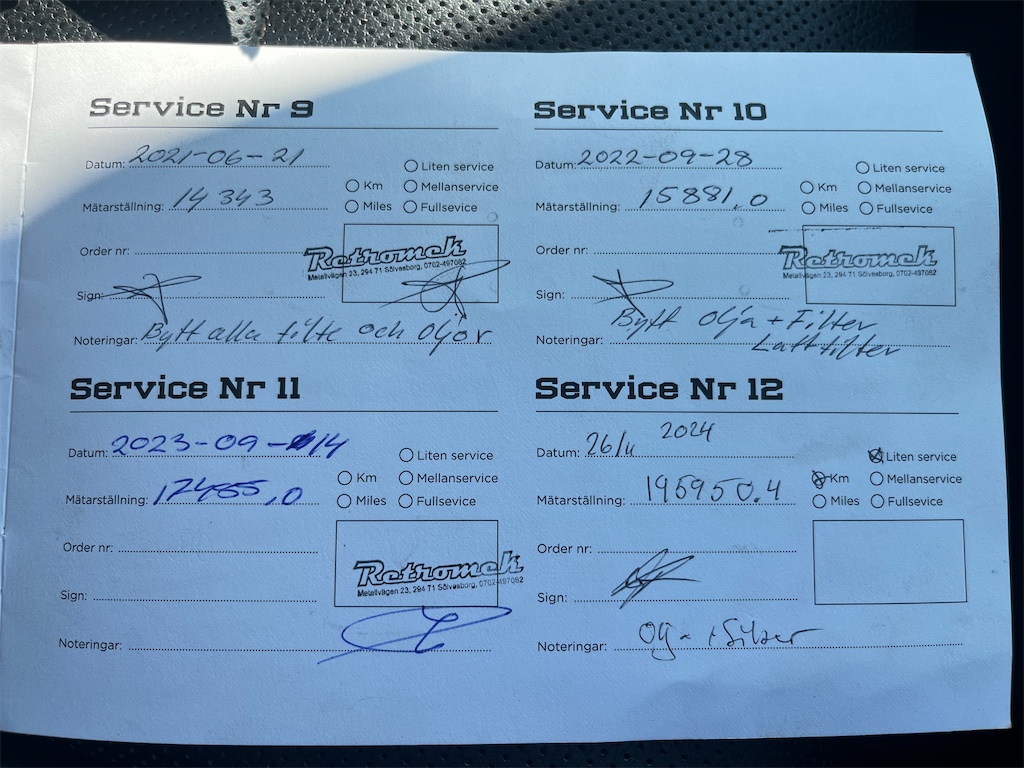 Service Nr 9
Datum: 2021-06-21
Liten service
Km
Mellanservice
Mätarställning: 14 343
Miles
Fullsevice
Order nr:
Retromek
Metallvägen 23, 294 71 Sölvesborg, 0702-497082
Sign:
Noteringar: Bytt alla filte och oljor
Service Nr 10
Datum: 2022-09-28
Liten service
Km
Mellanservice
Mätarställning: 15881.0
Miles
Fullsevice
Order nr:
Retromek
Metallvägen 23, 294 71 Sölvesborg, 0702-497082
Sign:
Noteringar: Bytt Olja + Filter
Luftfilter
Service Nr 11
Datum: 2023-09-14
Liten service
Km
Mellanservice
Mätarställning: 17485,0
Miles
Fullsevice
Order nr:
Retromek
Metallvägen 23, 294 71 Sölvesborg, 0702-497082
Sign:
Noteringar:
Service Nr 12
Datum: 26/11 2024
Liten service
Km
Mellanservice
Mätarställning: 195950.4
Miles
Fullsevice
Order nr:
Sign:
Noteringar: Olja +